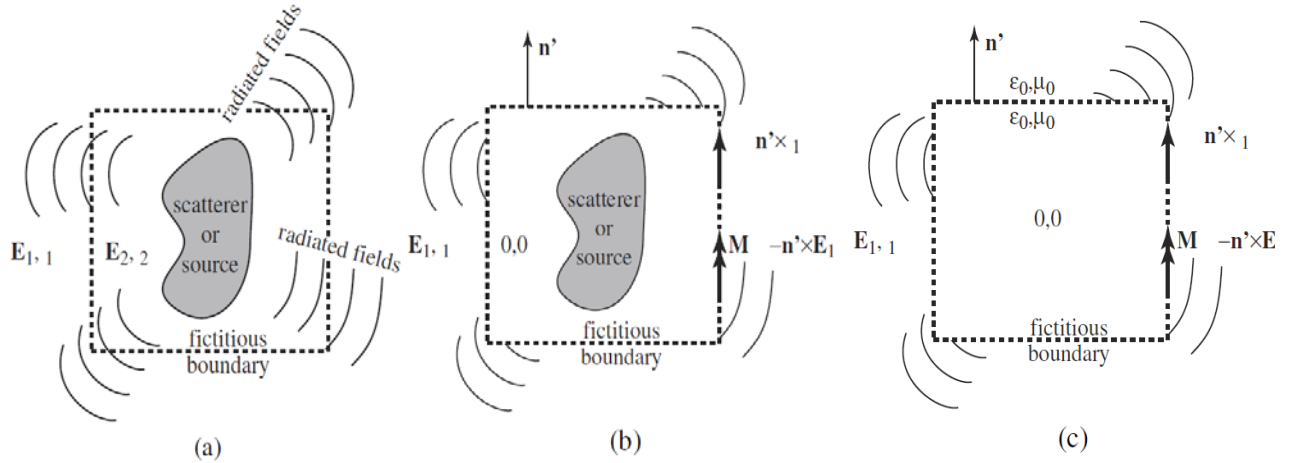 radiated fields
E₁, ₁
E₂, ₂
scatterer
or
source
radiated fields
fictitious
boundary
(a)
n’
n’×  ₁
E₁, ₁
0,0
scatterer
or
source
M  –n’×E₁
fictitious
boundary
(b)
n’
ε₀,μ₀
ε₀,μ₀
n’×  ₁
0,0
E₁, ₁
M  –n’×E
fictitious
boundary
(c)